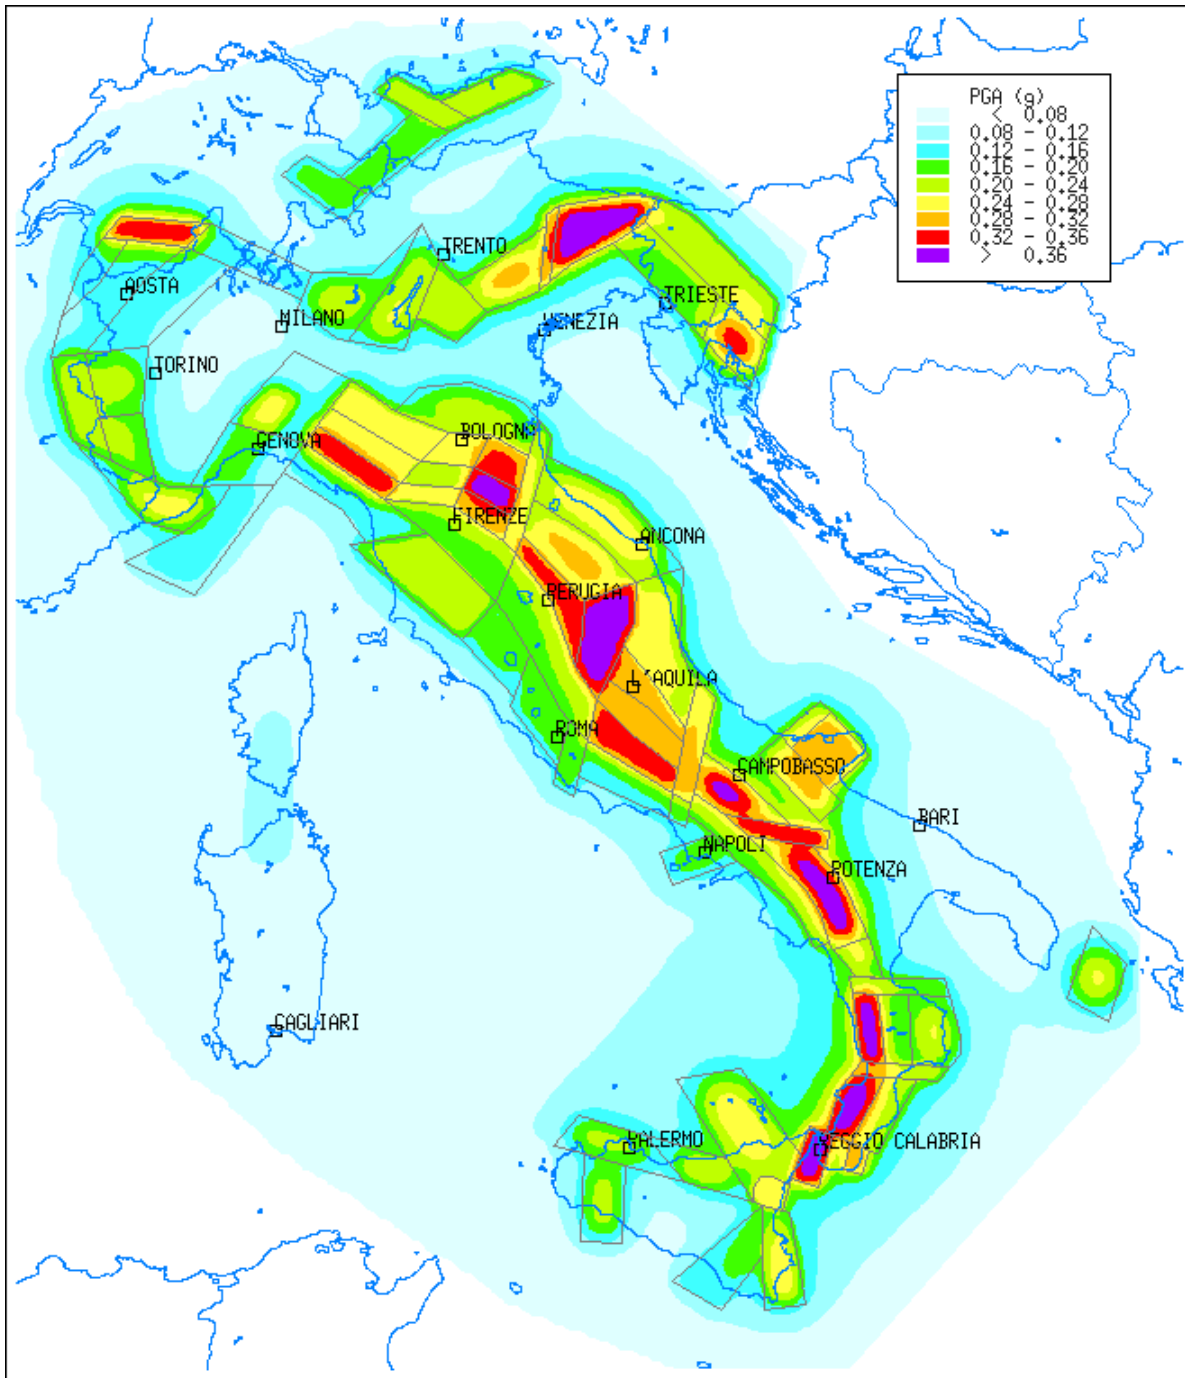 PGA (g)
< 0.08
0.08 - 0.12
0.12 - 0.16
0.16 - 0.20
0.20 - 0.24
0.24 - 0.28
0.28 - 0.32
0.32 - 0.36
> 0.36
TRENTO
AOSTA
TRIESTE
MILANO
VENEZIA
TORINO
BOLOGNA
GENOVA
FIRENZE
ANCONA
PERUGIA
L'AQUILA
ROMA
CAMPOBASSO
BARI
NAPOLI
POTENZA
CAGLIARI
PALERMO
REGGIO CALABRIA